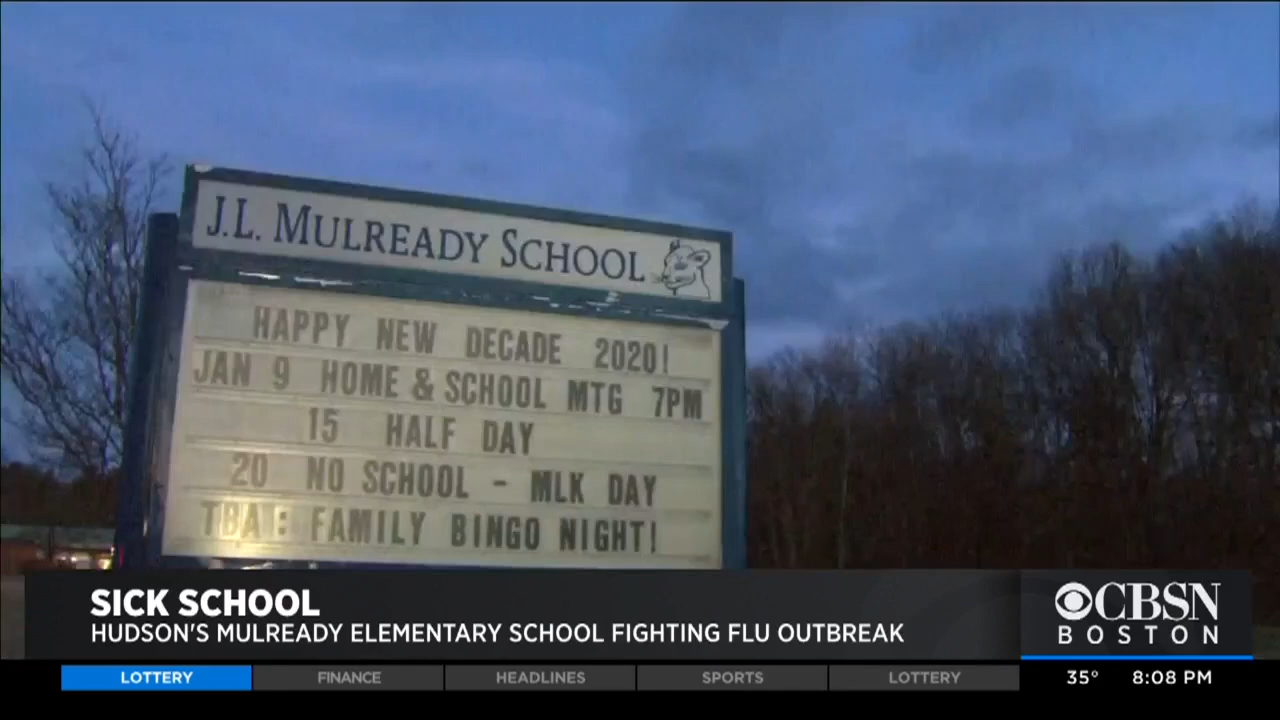 J.L. MULREADY SCHOOL
HAPPY NEW DECADE 2020!
JAN 9 HOME & SCHOOL MTG 7PM
15 HALF DAY
20 NO SCHOOL - MLK DAY
TBA: FAMILY BINGO NIGHT!
SICK SCHOOL
HUDSON'S MULREADY ELEMENTARY SCHOOL FIGHTING FLU OUTBREAK
CBSN
BOSTON
LOTTERY FINANCE HEADLINES SPORTS LOTTERY 35° 8:08 PM